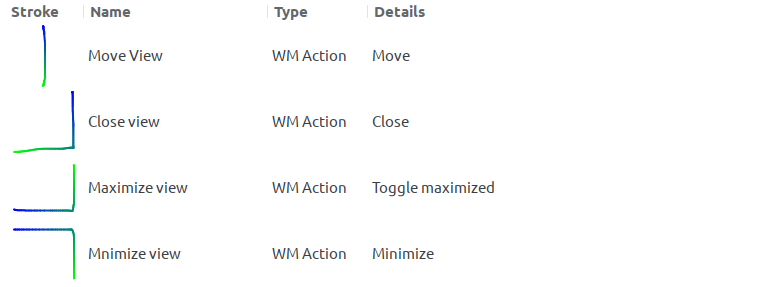 Stroke Name Type Details
Move View WM Action Move
Close view WM Action Close
Maximize view WM Action Toggle maximized
Mnimize view WM Action Minimize